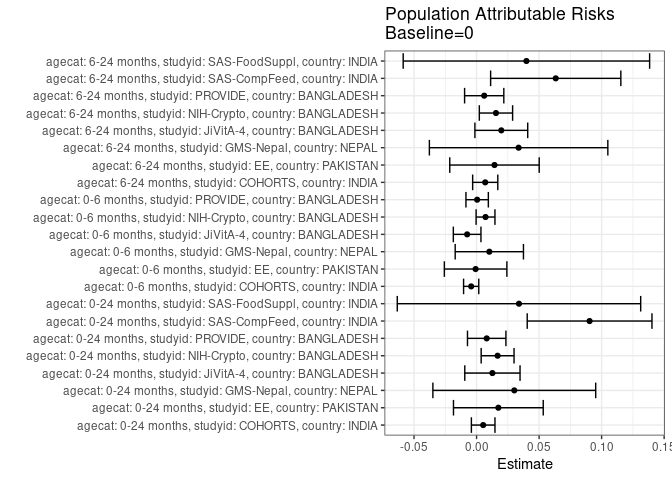 Population Attributable Risks
Baseline=0
agecat: 6-24 months, studyid: SAS-FoodSuppl, country: INDIA
agecat: 6-24 months, studyid: SAS-CompFeed, country: INDIA
agecat: 6-24 months, studyid: PROVIDE, country: BANGLADESH
agecat: 6-24 months, studyid: NIH-Crypto, country: BANGLADESH
agecat: 6-24 months, studyid: JiVitA-4, country: BANGLADESH
agecat: 6-24 months, studyid: GMS-Nepal, country: NEPAL
agecat: 6-24 months, studyid: EE, country: PAKISTAN
agecat: 6-24 months, studyid: COHORTS, country: INDIA
agecat: 0-6 months, studyid: PROVIDE, country: BANGLADESH
agecat: 0-6 months, studyid: NIH-Crypto, country: BANGLADESH
agecat: 0-6 months, studyid: JiVitA-4, country: BANGLADESH
agecat: 0-6 months, studyid: GMS-Nepal, country: NEPAL
agecat: 0-6 months, studyid: EE, country: PAKISTAN
agecat: 0-6 months, studyid: COHORTS, country: INDIA
agecat: 0-24 months, studyid: SAS-FoodSuppl, country: INDIA
agecat: 0-24 months, studyid: SAS-CompFeed, country: INDIA
agecat: 0-24 months, studyid: PROVIDE, country: BANGLADESH
agecat: 0-24 months, studyid: NIH-Crypto, country: BANGLADESH
agecat: 0-24 months, studyid: JiVitA-4, country: BANGLADESH
agecat: 0-24 months, studyid: GMS-Nepal, country: NEPAL
agecat: 0-24 months, studyid: EE, country: PAKISTAN
agecat: 0-24 months, studyid: COHORTS, country: INDIA
-0.05 0.00 0.05 0.10 0.15
Estimate